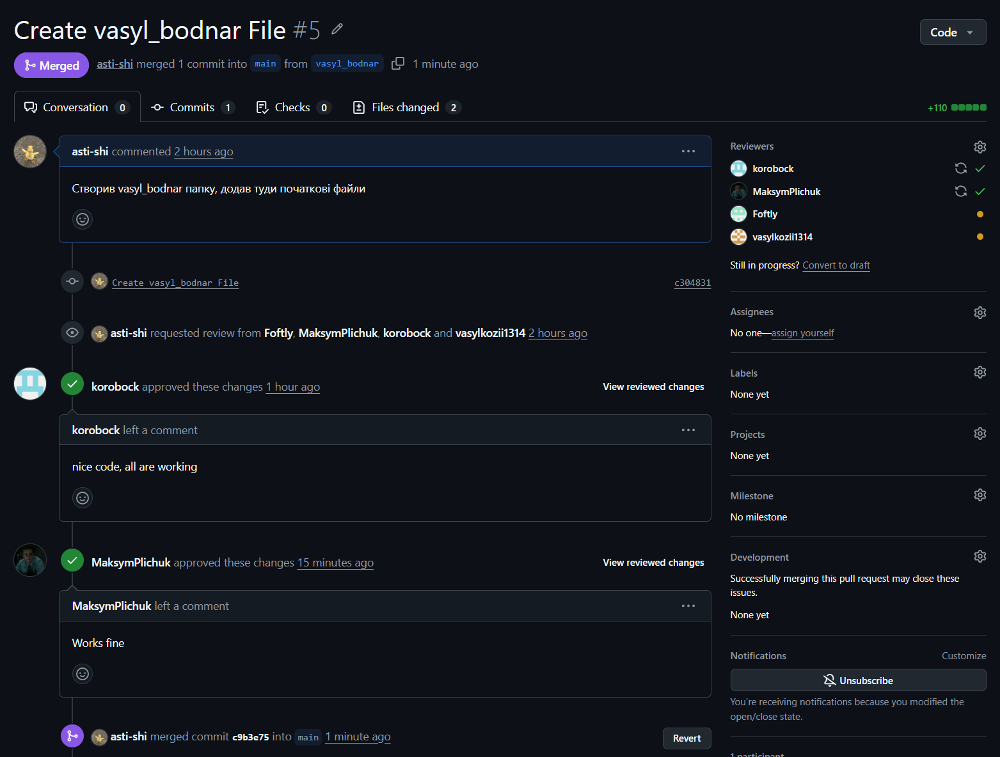 Create vasyl_bodnar File #5
Code
Merged
asti-shi merged 1 commit into main from vasyl_bodnar 1 minute ago
Conversation 0
Commits 1
Checks 0
Files changed 2
+110
asti-shi commented 2 hours ago
Створив vasyl_bodnar папку, додав туди початкові файли
Create vasyl_bodnar File
c304831
asti-shi requested review from Foftly, MaksymPlichuk, korobock and vasylkozii1314 2 hours ago
korobock approved these changes 1 hour ago
View reviewed changes
korobock left a comment
nice code, all are working
MaksymPlichuk approved these changes 15 minutes ago
View reviewed changes
MaksymPlichuk left a comment
Works fine
asti-shi merged commit c9b3e75 into main 1 minute ago
Revert
Reviewers
korobock
MaksymPlichuk
Foftly
vasylkozii1314
Still in progress? Convert to draft
Assignees
No one—assign yourself
Labels
None yet
Projects
None yet
Milestone
No milestone
Development
Successfully merging this pull request may close these
issues.
None yet
Notifications
Customize
Unsubscribe
You're receiving notifications because you modified the
open/close state.
1 participant